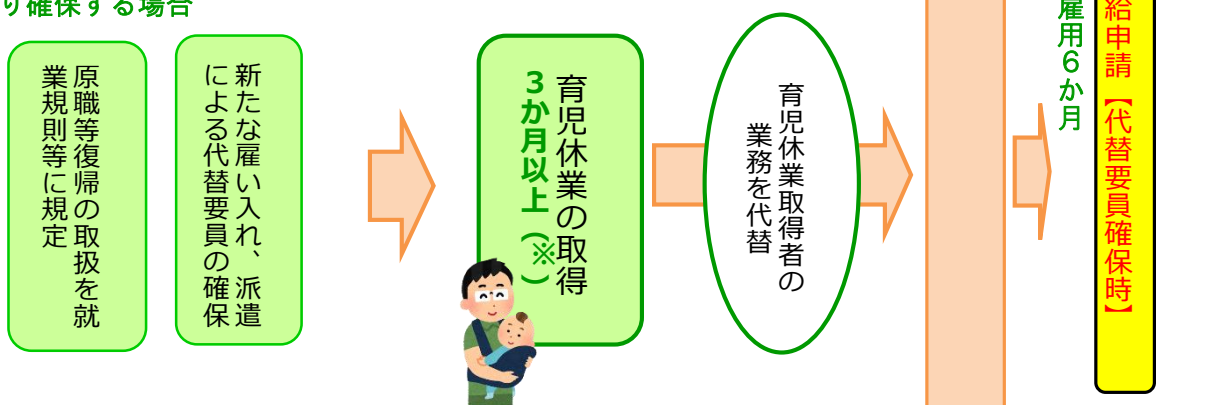 り確保する場合
原職等復帰の取扱を就
業規則等に規定
新たな雇い入れ、派遣
による代替要員の確保
育児休業の取得
3か月以上（※）
育児休業取得者の
業務を代替
雇用6か月
給申請【代替要員確保時】